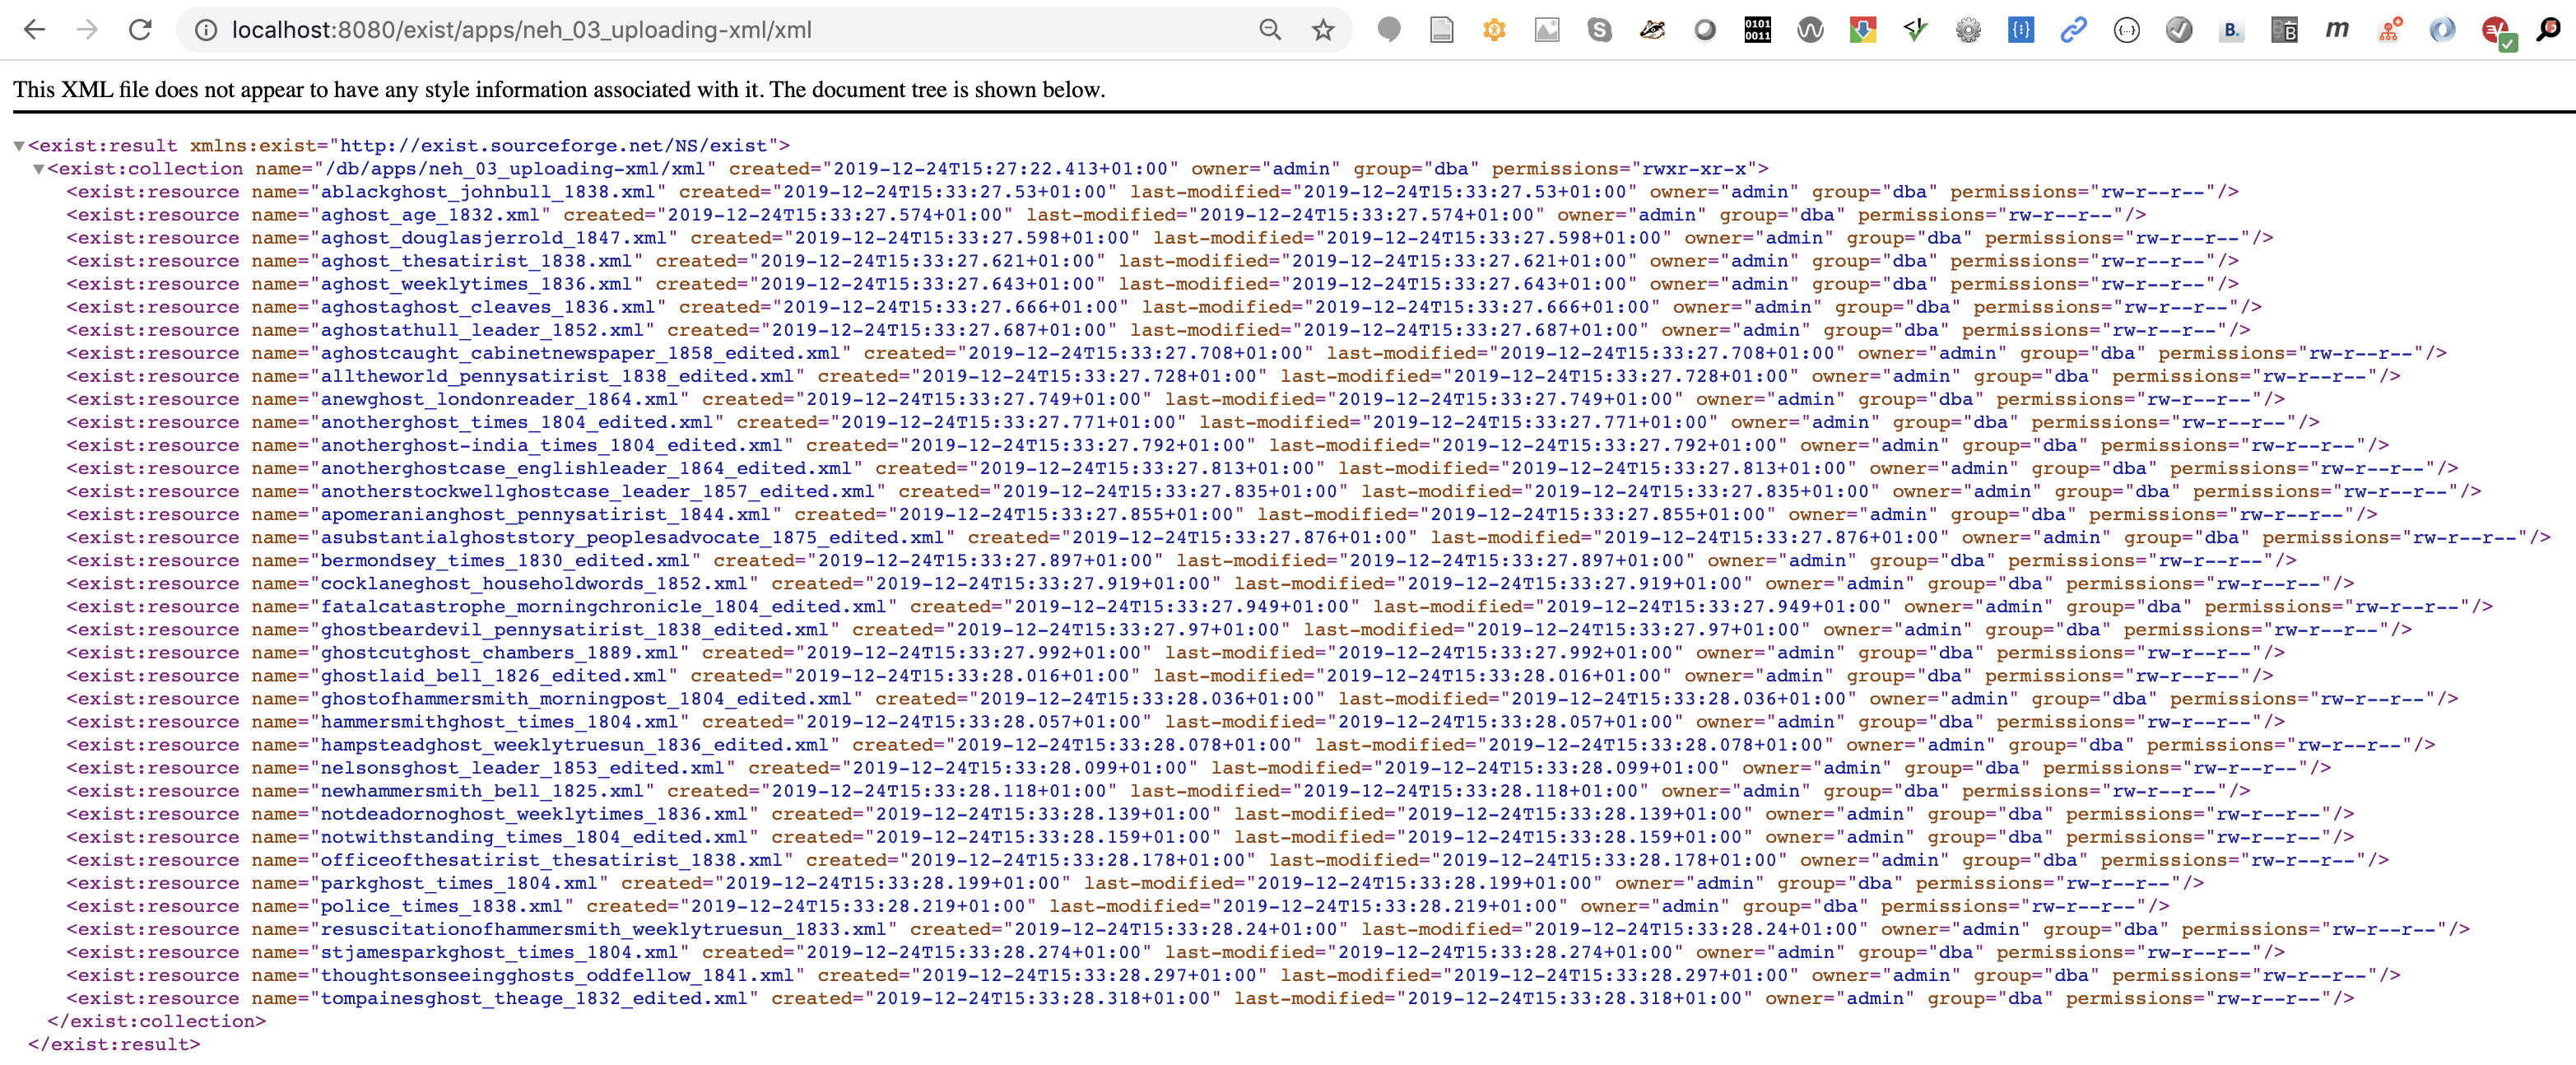 localhost:8080/exist/apps/neh_03_uploading-xml/xml
0101
0011
B.
B
m
This XML file does not appear to have any style information associated with it. The document tree is shown below.
▼<exist:result xmlns:exist="http://exist.sourceforge.net/NS/exist">
▼<exist:collection name="/db/apps/neh_03_uploading-xml/xml" created="2019-12-24T15:27:22.413+01:00" owner="admin" group="dba" permissions="rwxr-xr-x">
<exist:resource name="ablackghost_johnbull_1838.xml" created="2019-12-24T15:33:27.53+01:00" last-modified="2019-12-24T15:33:27.53+01:00" owner="admin" group="dba" permissions="rw-r--r--"/>
<exist:resource name="aghost_age_1832.xml" created="2019-12-24T15:33:27.574+01:00" last-modified="2019-12-24T15:33:27.574+01:00" owner="admin" group="dba" permissions="rw-r--r--"/>
<exist:resource name="aghost_douglasjerrold_1847.xml" created="2019-12-24T15:33:27.598+01:00" last-modified="2019-12-24T15:33:27.598+01:00" owner="admin" group="dba" permissions="rw-r--r--"/>
<exist:resource name="aghost_thesatirist_1838.xml" created="2019-12-24T15:33:27.621+01:00" last-modified="2019-12-24T15:33:27.621+01:00" owner="admin" group="dba" permissions="rw-r--r--"/>
<exist:resource name="aghost_weeklytimes_1836.xml" created="2019-12-24T15:33:27.643+01:00" last-modified="2019-12-24T15:33:27.643+01:00" owner="admin" group="dba" permissions="rw-r--r--"/>
<exist:resource name="aghostaghost_cleaves_1836.xml" created="2019-12-24T15:33:27.666+01:00" last-modified="2019-12-24T15:33:27.666+01:00" owner="admin" group="dba" permissions="rw-r--r--"/>
<exist:resource name="aghostathull_leader_1852.xml" created="2019-12-24T15:33:27.687+01:00" last-modified="2019-12-24T15:33:27.687+01:00" owner="admin" group="dba" permissions="rw-r--r--"/>
<exist:resource name="aghostcaught_cabinetnewspaper_1858_edited.xml" created="2019-12-24T15:33:27.708+01:00" last-modified="2019-12-24T15:33:27.708+01:00" owner="admin" group="dba" permissions="rw-r--r--"/>
<exist:resource name="alltheworld_pennysatirist_1838_edited.xml" created="2019-12-24T15:33:27.728+01:00" last-modified="2019-12-24T15:33:27.728+01:00" owner="admin" group="dba" permissions="rw-r--r--"/>
<exist:resource name="anewghost_londonreader_1864.xml" created="2019-12-24T15:33:27.749+01:00" last-modified="2019-12-24T15:33:27.749+01:00" owner="admin" group="dba" permissions="rw-r--r--"/>
<exist:resource name="anotherghost_times_1804_edited.xml" created="2019-12-24T15:33:27.771+01:00" last-modified="2019-12-24T15:33:27.771+01:00" owner="admin" group="dba" permissions="rw-r--r--"/>
<exist:resource name="anotherghost-india_times_1804_edited.xml" created="2019-12-24T15:33:27.792+01:00" last-modified="2019-12-24T15:33:27.792+01:00" owner="admin" group="dba" permissions="rw-r--r--"/>
<exist:resource name="anotherghostcase_englishleader_1864_edited.xml" created="2019-12-24T15:33:27.813+01:00" last-modified="2019-12-24T15:33:27.813+01:00" owner="admin" group="dba" permissions="rw-r--r--"/>
<exist:resource name="anotherstockwellghostcase_leader_1857_edited.xml" created="2019-12-24T15:33:27.835+01:00" last-modified="2019-12-24T15:33:27.835+01:00" owner="admin" group="dba" permissions="rw-r--r--"/>
<exist:resource name="apomeranianghost_pennysatirist_1844.xml" created="2019-12-24T15:33:27.855+01:00" last-modified="2019-12-24T15:33:27.855+01:00" owner="admin" group="dba" permissions="rw-r--r--"/>
<exist:resource name="asubstantialghoststory_peoplesadvocate_1875_edited.xml" created="2019-12-24T15:33:27.876+01:00" last-modified="2019-12-24T15:33:27.876+01:00" owner="admin" group="dba" permissions="rw-r--r--"/>
<exist:resource name="bermondsey_times_1830_edited.xml" created="2019-12-24T15:33:27.897+01:00" last-modified="2019-12-24T15:33:27.897+01:00" owner="admin" group="dba" permissions="rw-r--r--"/>
<exist:resource name="cocklaneghost_householdwords_1852.xml" created="2019-12-24T15:33:27.919+01:00" last-modified="2019-12-24T15:33:27.919+01:00" owner="admin" group="dba" permissions="rw-r--r--"/>
<exist:resource name="fatalcatastrophe_morningchronicle_1804_edited.xml" created="2019-12-24T15:33:27.949+01:00" last-modified="2019-12-24T15:33:27.949+01:00" owner="admin" group="dba" permissions="rw-r--r--"/>
<exist:resource name="ghostbeardevil_pennysatirist_1838_edited.xml" created="2019-12-24T15:33:27.97+01:00" last-modified="2019-12-24T15:33:27.97+01:00" owner="admin" group="dba" permissions="rw-r--r--"/>
<exist:resource name="ghostcutghost_chambers_1889.xml" created="2019-12-24T15:33:27.992+01:00" last-modified="2019-12-24T15:33:27.992+01:00" owner="admin" group="dba" permissions="rw-r--r--"/>
<exist:resource name="ghostlaid_bell_1826_edited.xml" created="2019-12-24T15:33:28.016+01:00" last-modified="2019-12-24T15:33:28.016+01:00" owner="admin" group="dba" permissions="rw-r--r--"/>
<exist:resource name="ghostofhammersmith_morningpost_1804_edited.xml" created="2019-12-24T15:33:28.036+01:00" last-modified="2019-12-24T15:33:28.036+01:00" owner="admin" group="dba" permissions="rw-r--r--"/>
<exist:resource name="hammersmithghost_times_1804.xml" created="2019-12-24T15:33:28.057+01:00" last-modified="2019-12-24T15:33:28.057+01:00" owner="admin" group="dba" permissions="rw-r--r--"/>
<exist:resource name="hampsteadghost_weeklytruesun_1836_edited.xml" created="2019-12-24T15:33:28.078+01:00" last-modified="2019-12-24T15:33:28.078+01:00" owner="admin" group="dba" permissions="rw-r--r--"/>
<exist:resource name="nelsonsghost_leader_1853_edited.xml" created="2019-12-24T15:33:28.099+01:00" last-modified="2019-12-24T15:33:28.099+01:00" owner="admin" group="dba" permissions="rw-r--r--"/>
<exist:resource name="newhammersmith_bell_1825.xml" created="2019-12-24T15:33:28.118+01:00" last-modified="2019-12-24T15:33:28.118+01:00" owner="admin" group="dba" permissions="rw-r--r--"/>
<exist:resource name="notdeadornoghost_weeklytimes_1836.xml" created="2019-12-24T15:33:28.139+01:00" last-modified="2019-12-24T15:33:28.139+01:00" owner="admin" group="dba" permissions="rw-r--r--"/>
<exist:resource name="notwithstanding_times_1804_edited.xml" created="2019-12-24T15:33:28.159+01:00" last-modified="2019-12-24T15:33:28.159+01:00" owner="admin" group="dba" permissions="rw-r--r--"/>
<exist:resource name="officeofthesatirist_thesatirist_1838.xml" created="2019-12-24T15:33:28.178+01:00" last-modified="2019-12-24T15:33:28.178+01:00" owner="admin" group="dba" permissions="rw-r--r--"/>
<exist:resource name="parkghost_times_1804.xml" created="2019-12-24T15:33:28.199+01:00" last-modified="2019-12-24T15:33:28.199+01:00" owner="admin" group="dba" permissions="rw-r--r--"/>
<exist:resource name="police_times_1838.xml" created="2019-12-24T15:33:28.219+01:00" last-modified="2019-12-24T15:33:28.219+01:00" owner="admin" group="dba" permissions="rw-r--r--"/>
<exist:resource name="resuscitationofhammersmith_weeklytruesun_1833.xml" created="2019-12-24T15:33:28.24+01:00" last-modified="2019-12-24T15:33:28.24+01:00" owner="admin" group="dba" permissions="rw-r--r--"/>
<exist:resource name="stjamesparkghost_times_1804.xml" created="2019-12-24T15:33:28.274+01:00" last-modified="2019-12-24T15:33:28.274+01:00" owner="admin" group="dba" permissions="rw-r--r--"/>
<exist:resource name="thoughtsonseeingghosts_oddfellow_1841.xml" created="2019-12-24T15:33:28.297+01:00" last-modified="2019-12-24T15:33:28.297+01:00" owner="admin" group="dba" permissions="rw-r--r--"/>
<exist:resource name="tompainesghost_theage_1832_edited.xml" created="2019-12-24T15:33:28.318+01:00" last-modified="2019-12-24T15:33:28.318+01:00" owner="admin" group="dba" permissions="rw-r--r--"/>
</exist:collection>
</exist:result>